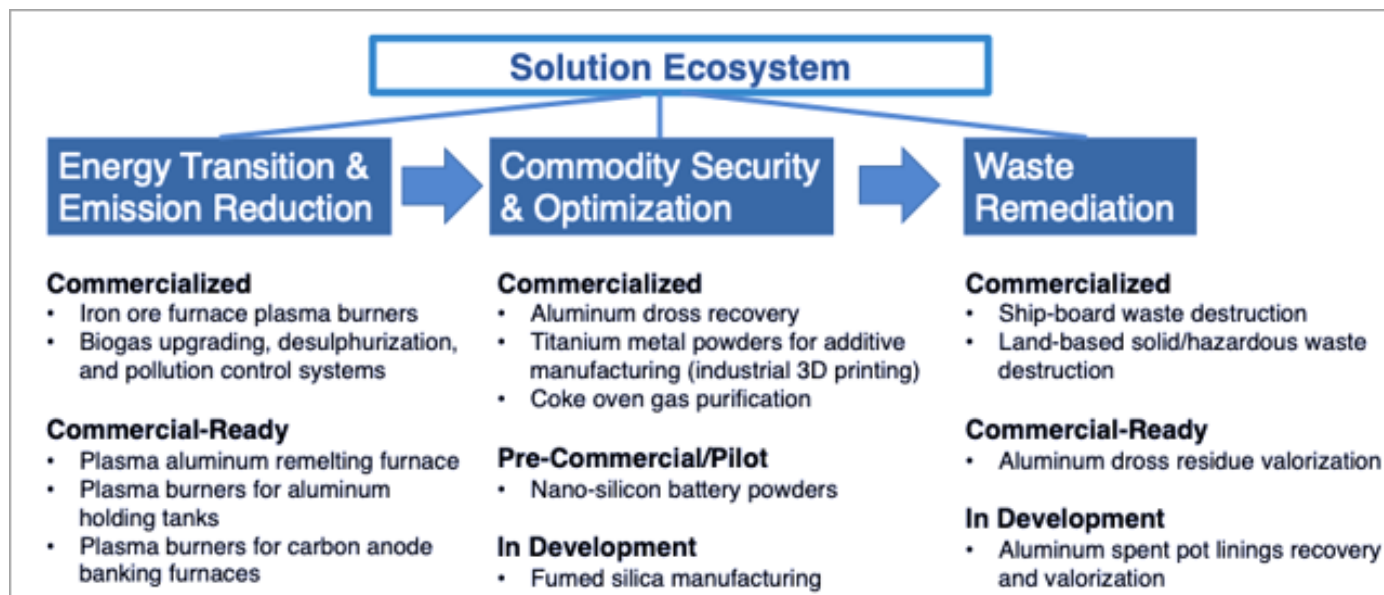 Solution Ecosystem
Energy Transition &
Emission Reduction
Commercialized
• Iron ore furnace plasma burners
• Biogas upgrading, desulphurization,
and pollution control systems
Commercial-Ready
• Plasma aluminum remelting furnace
• Plasma burners for aluminum
holding tanks
• Plasma burners for carbon anode
banking furnaces
Commodity Security
& Optimization
Commercialized
• Aluminum dross recovery
• Titanium metal powders for additive
manufacturing (industrial 3D printing)
• Coke oven gas purification
Pre-Commercial/Pilot
• Nano-silicon battery powders
In Development
• Fumed silica manufacturing
Waste
Remediation
Commercialized
• Ship-board waste destruction
• Land-based solid/hazardous waste
destruction
Commercial-Ready
• Aluminum dross residue valorization
In Development
• Aluminum spent pot linings recovery
and valorization